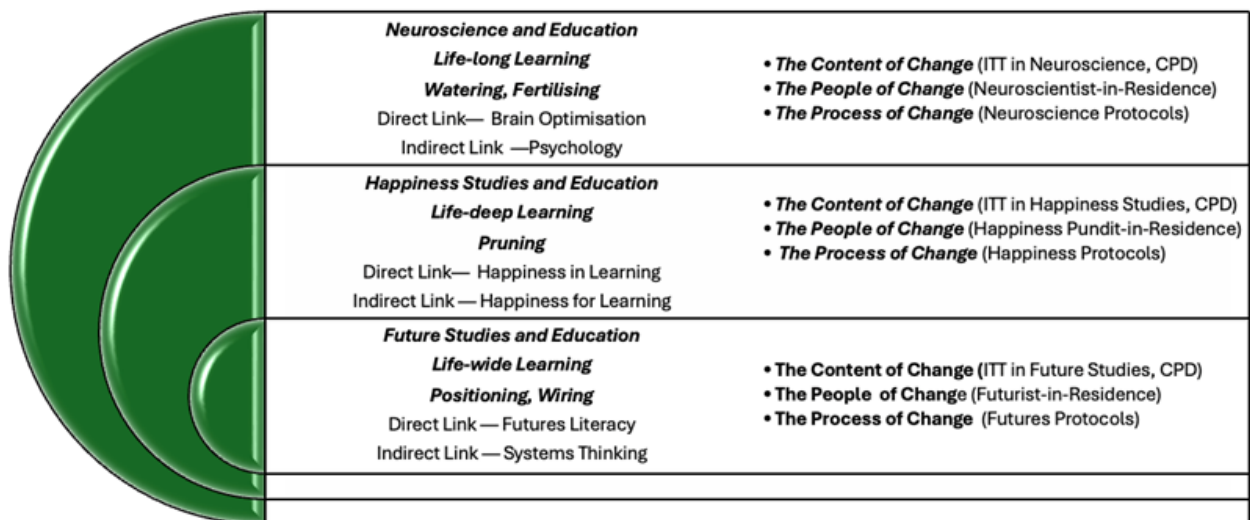 Neuroscience and Education
Life-long Learning
Watering, Fertilising
Direct Link— Brain Optimisation
Indirect Link —Psychology
• The Content of Change (ITT in Neuroscience, CPD)
• The People of Change (Neuroscientist-in-Residence)
• The Process of Change (Neuroscience Protocols)
Happiness Studies and Education
Life-deep Learning
Pruning
Direct Link— Happiness in Learning
Indirect Link — Happiness for Learning
• The Content of Change (ITT in Happiness Studies, CPD)
• The People of Change (Happiness Pundit-in-Residence)
• The Process of Change (Happiness Protocols)
Future Studies and Education
Life-wide Learning
Positioning, Wiring
Direct Link — Futures Literacy
Indirect Link — Systems Thinking
• The Content of Change (ITT in Future Studies, CPD)
• The People of Change (Futurist-in-Residence)
• The Process of Change (Futures Protocols)